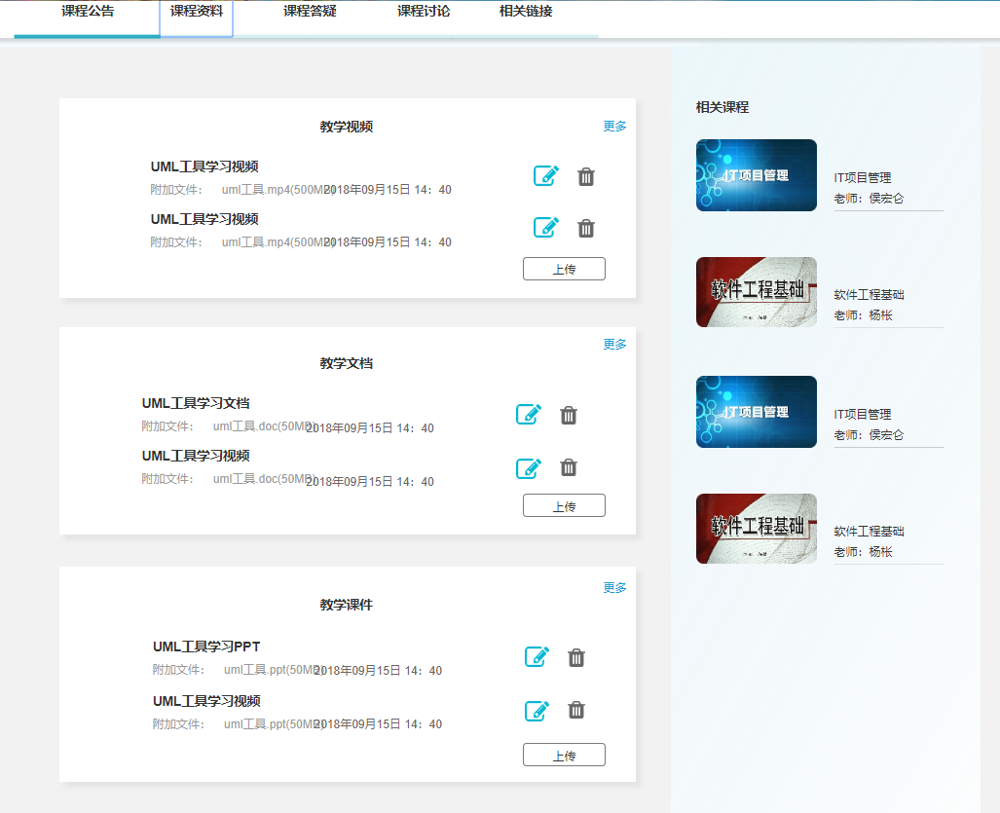 课程公告 课程资料 课程答疑 课程讨论 相关链接
教学视频 更多
UML工具学习视频
附加文件： uml工具.mp4(500MB) 2018年09月15日 14：40
UML工具学习视频
附加文件： uml工具.mp4(500MB) 2018年09月15日 14：40
上传
更多
教学文档
UML工具学习文档
附加文件： uml工具.doc(50MB) 2018年09月15日 14：40
UML工具学习视频
附加文件： uml工具.doc(50MB) 2018年09月15日 14：40
上传
更多
教学课件
UML工具学习PPT
附加文件： uml工具.ppt(50MB) 2018年09月15日 14：40
UML工具学习视频
附加文件： uml工具.ppt(50MB) 2018年09月15日 14：40
上传
相关课程
IT项目管理
IT项目管理
老师：侯宏仑
软件工程基础
软件工程基础
老师：杨枨
IT项目管理
IT项目管理
老师：侯宏仑
软件工程基础
软件工程基础
老师：杨枨